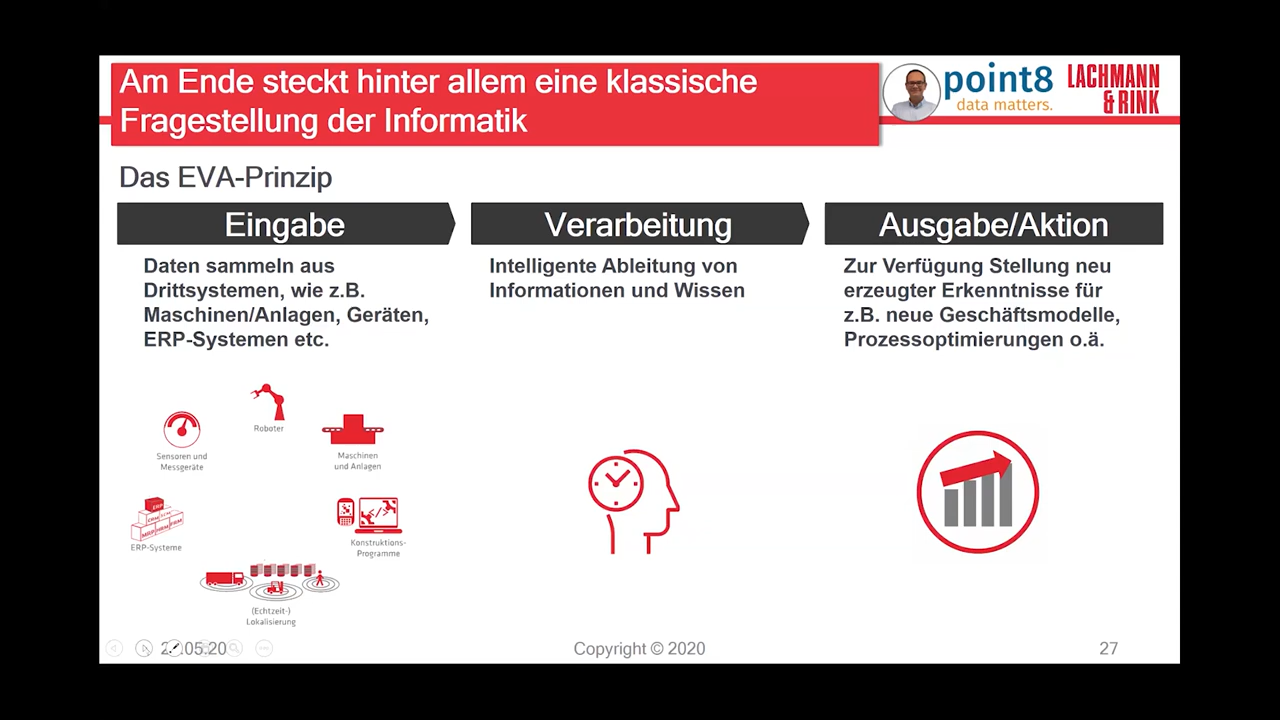 Am Ende steckt hinter allem eine klassische
Fragestellung der Informatik
point8
data matters.
LACHMANN
& RINK
Das EVA-Prinzip
Eingabe
Verarbeitung
Ausgabe/Aktion
Daten sammeln aus
Drittsystemen, wie z.B.
Maschinen/Anlagen, Geräten,
ERP-Systemen etc.
Intelligente Ableitung von
Informationen und Wissen
Zur Verfügung Stellung neu
erzeugter Erkenntnisse für
z.B. neue Geschäftsmodelle,
Prozessoptimierungen o.ä.
Roboter
Sensoren und
Messgeräte
Maschinen
und Anlagen
ERP
ERP-Systeme
</>
Konstruktions-
Programme
(Echtzeit-)
Lokalisierung
.05.20
Copyright © 2020
27